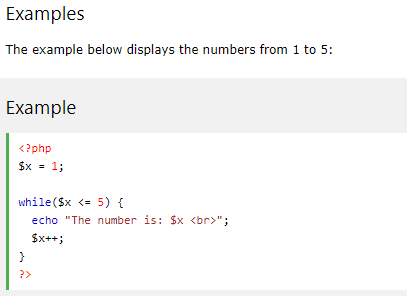 Examples
The example below displays the numbers from 1 to 5:
Example
<?php
$x = 1;

while($x <= 5) {
  echo "The number is: $x <br>";
  $x++;
}
?>